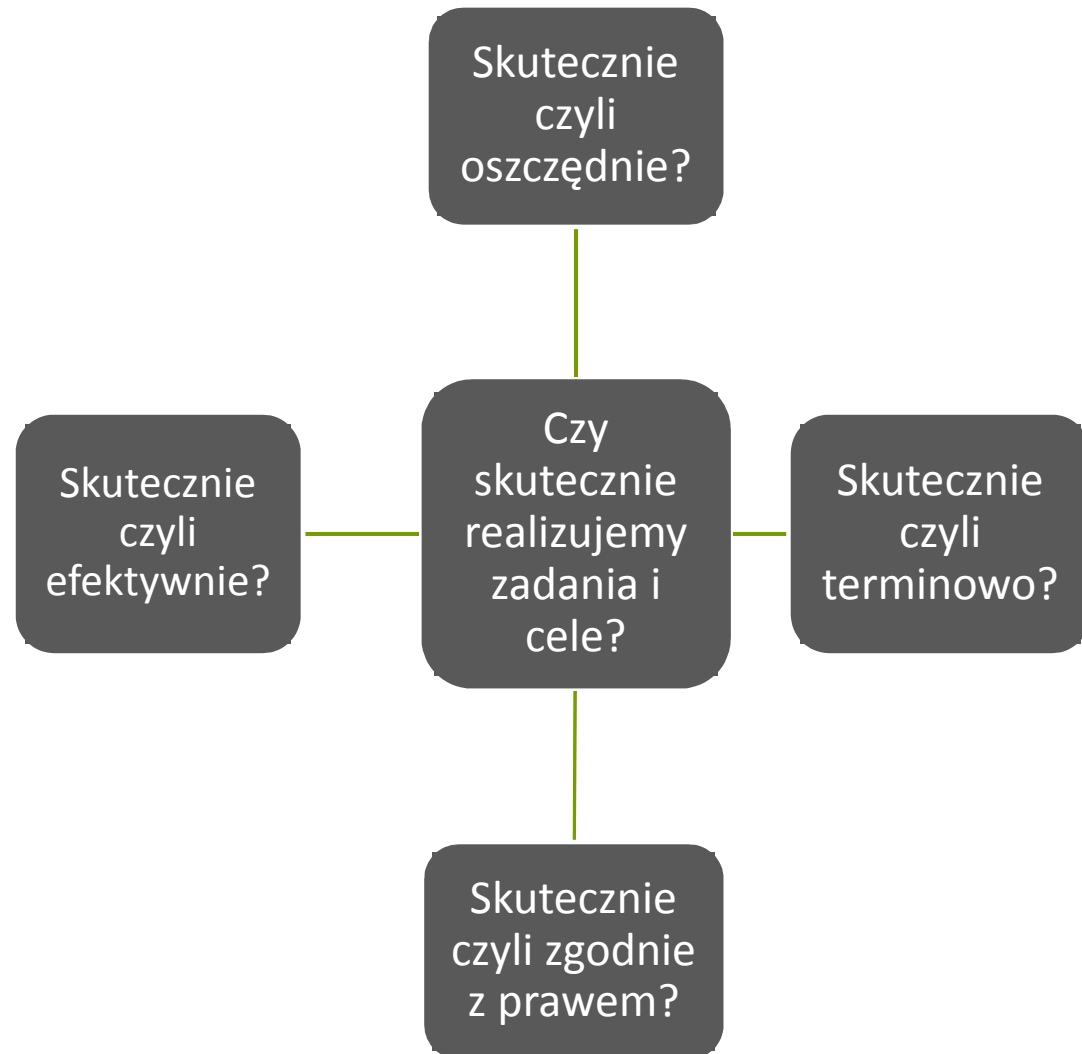 Skutecznie
czyli
oszczędnie?
Skutecznie
czyli
efektywnie?
Czy
skutecznie
realizujemy
zadania i
cele?
Skutecznie
czyli
terminowo?
Skutecznie
czyli zgodnie
z prawem?